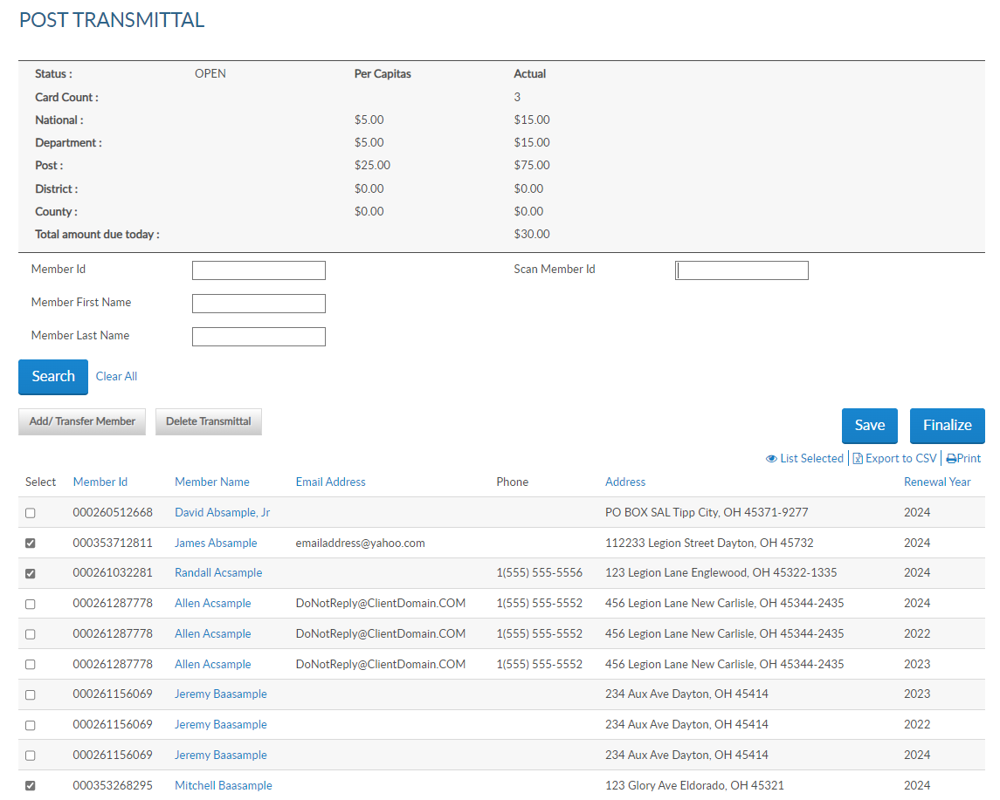 POST TRANSMITTAL
Status : OPEN Per Capitas Actual
Card Count : 3
National : $5.00 $15.00
Department : $5.00 $15.00
Post : $25.00 $75.00
District : $0.00 $0.00
County : $0.00 $0.00
Total amount due today : $30.00
Member Id Scan Member Id
Member First Name
Member Last Name
Search Clear All
Add/ Transfer Member Delete Transmittal Save Finalize
List Selected Export to CSV Print
Select Member Id Member Name Email Address Phone Address Renewal Year
000260512668 David Absample, Jr PO BOX SAL Tipp City, OH 45371-9277 2024
000353712811 James Absample emailaddress@yahoo.com 112233 Legion Street Dayton, OH 45732 2024
000261032281 Randall Acsample 1(555) 555-5556 123 Legion Lane Englewood, OH 45322-1335 2024
000261287778 Allen Acsample DoNotReply@ClientDomain.COM 1(555) 555-5552 456 Legion Lane New Carlisle, OH 45344-2435 2024
000261287778 Allen Acsample DoNotReply@ClientDomain.COM 1(555) 555-5552 456 Legion Lane New Carlisle, OH 45344-2435 2022
000261287778 Allen Acsample DoNotReply@ClientDomain.COM 1(555) 555-5552 456 Legion Lane New Carlisle, OH 45344-2435 2023
000261156069 Jeremy Baasample 234 Aux Ave Dayton, OH 45414 2023
000261156069 Jeremy Baasample 234 Aux Ave Dayton, OH 45414 2022
000261156069 Jeremy Baasample 234 Aux Ave Dayton, OH 45414 2024
000353268295 Mitchell Baasample 123 Glory Ave Eldorado, OH 45321 2024